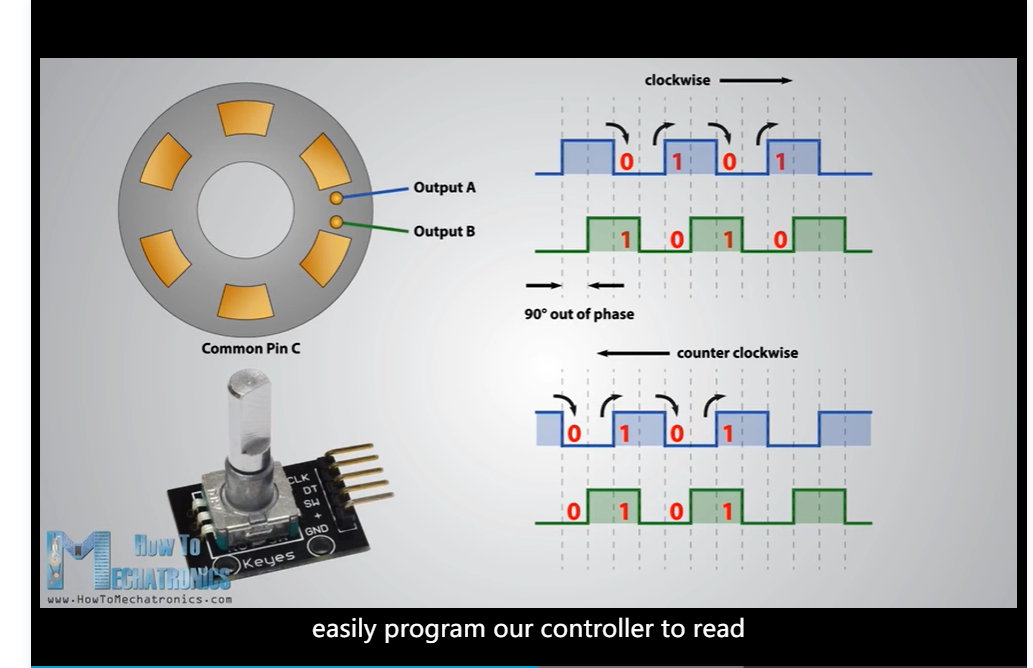 clockwise
0 1 0 1
Output A
Output B
1 0 1 0
90° out of phase
Common Pin C
counter clockwise
0 1 0 1
0 1 0 1
CLK
DT
SW
+
GND
Keyes
How To
MECHATRONICS
www.HowToMechatronics.com
easily program our controller to read